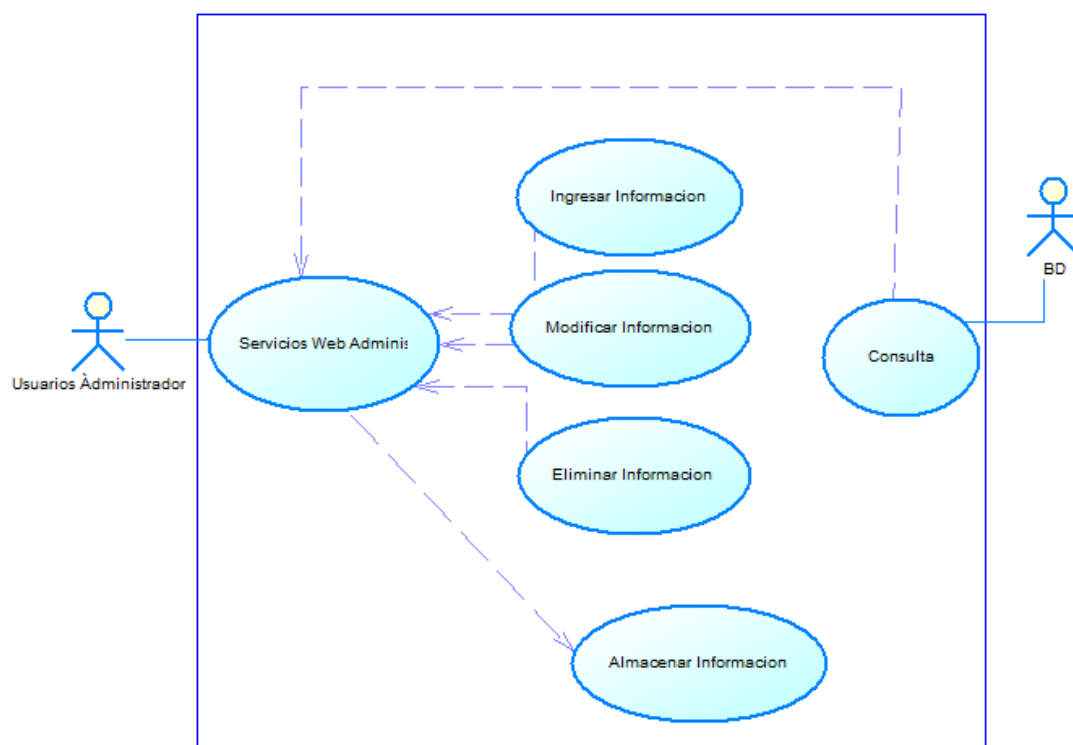 Ingresar Informacion
BD
Modificar Informacion
Servicios Web Adminis
Consulta
Usuarios Àdministrador
Eliminar Informacion
Almacenar Informacion